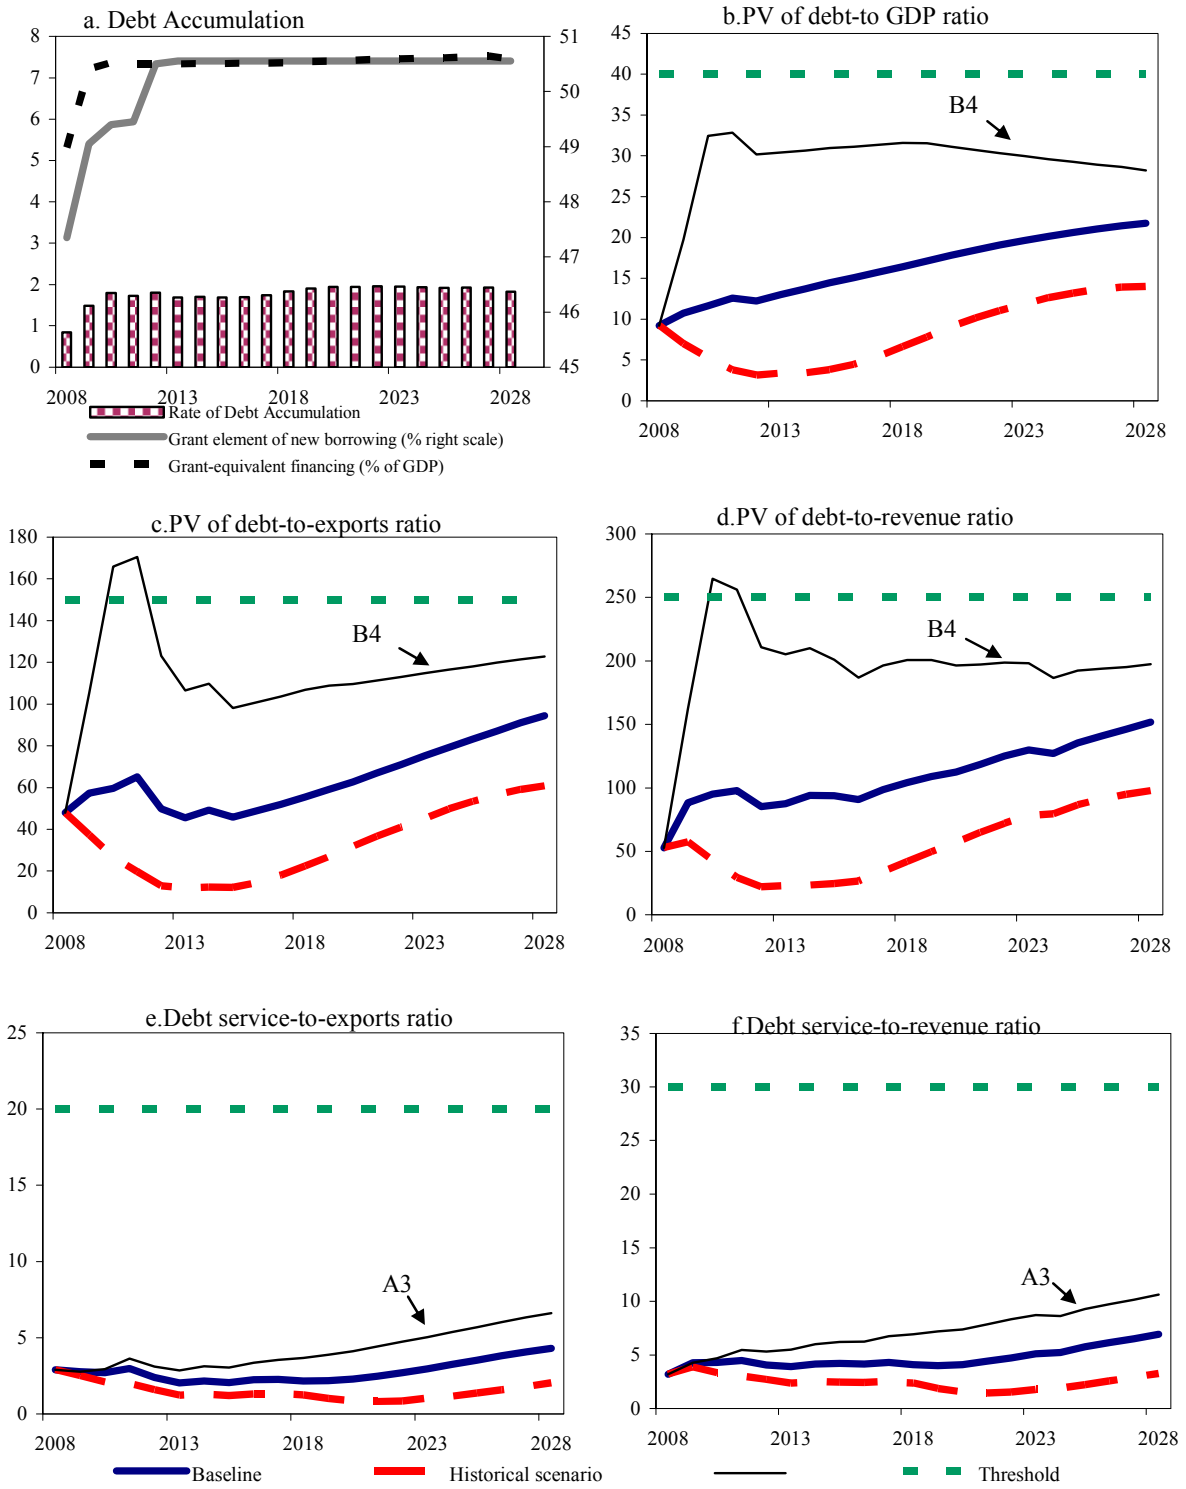 a. Debt Accumulation
8
7
6
5
4
3
2
1
0
51
50
49
48
47
46
45
2008 2013 2018 2023 2028
Rate of Debt Accumulation
Grant element of new borrowing (% right scale)
Grant-equivalent financing (% of GDP)
b.PV of debt-to GDP ratio
45
40
35
30
25
20
15
10
5
0
B4
2008 2013 2018 2023 2028
c.PV of debt-to-exports ratio
180
160
140
120
100
80
60
40
20
0
B4
2008 2013 2018 2023 2028
d.PV of debt-to-revenue ratio
300
250
200
150
100
50
0
B4
2008 2013 2018 2023 2028
e.Debt service-to-exports ratio
25
20
15
10
5
0
A3
2008 2013 2018 2023 2028
f.Debt service-to-revenue ratio
35
30
25
20
15
10
5
0
A3
2008 2013 2018 2023 2028
Baseline Historical scenario Threshold